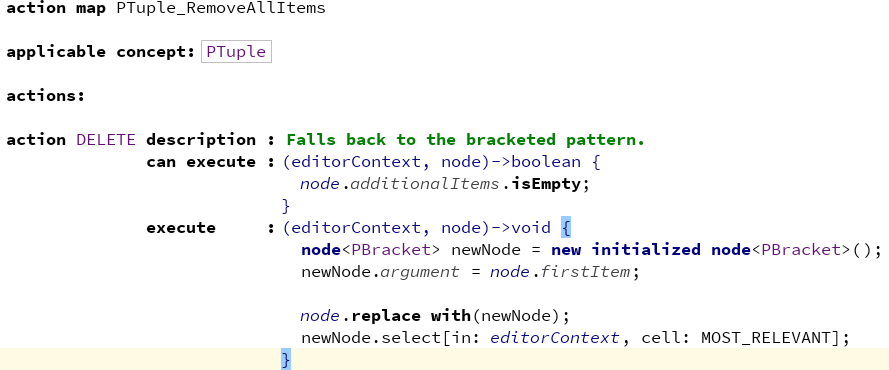 action map PTuple_RemoveAllItems
applicable concept: PTuple
actions:
action DELETE description : Falls back to the bracketed pattern.
can execute : (editorContext, node)->boolean {
node.additionalItems.isEmpty;
}
execute : (editorContext, node)->void {
node<PBracket> newNode = new initialized node<PBracket>();
newNode.argument = node.firstItem;
node.replace with(newNode);
newNode.select[in: editorContext, cell: MOST_RELEVANT];
}